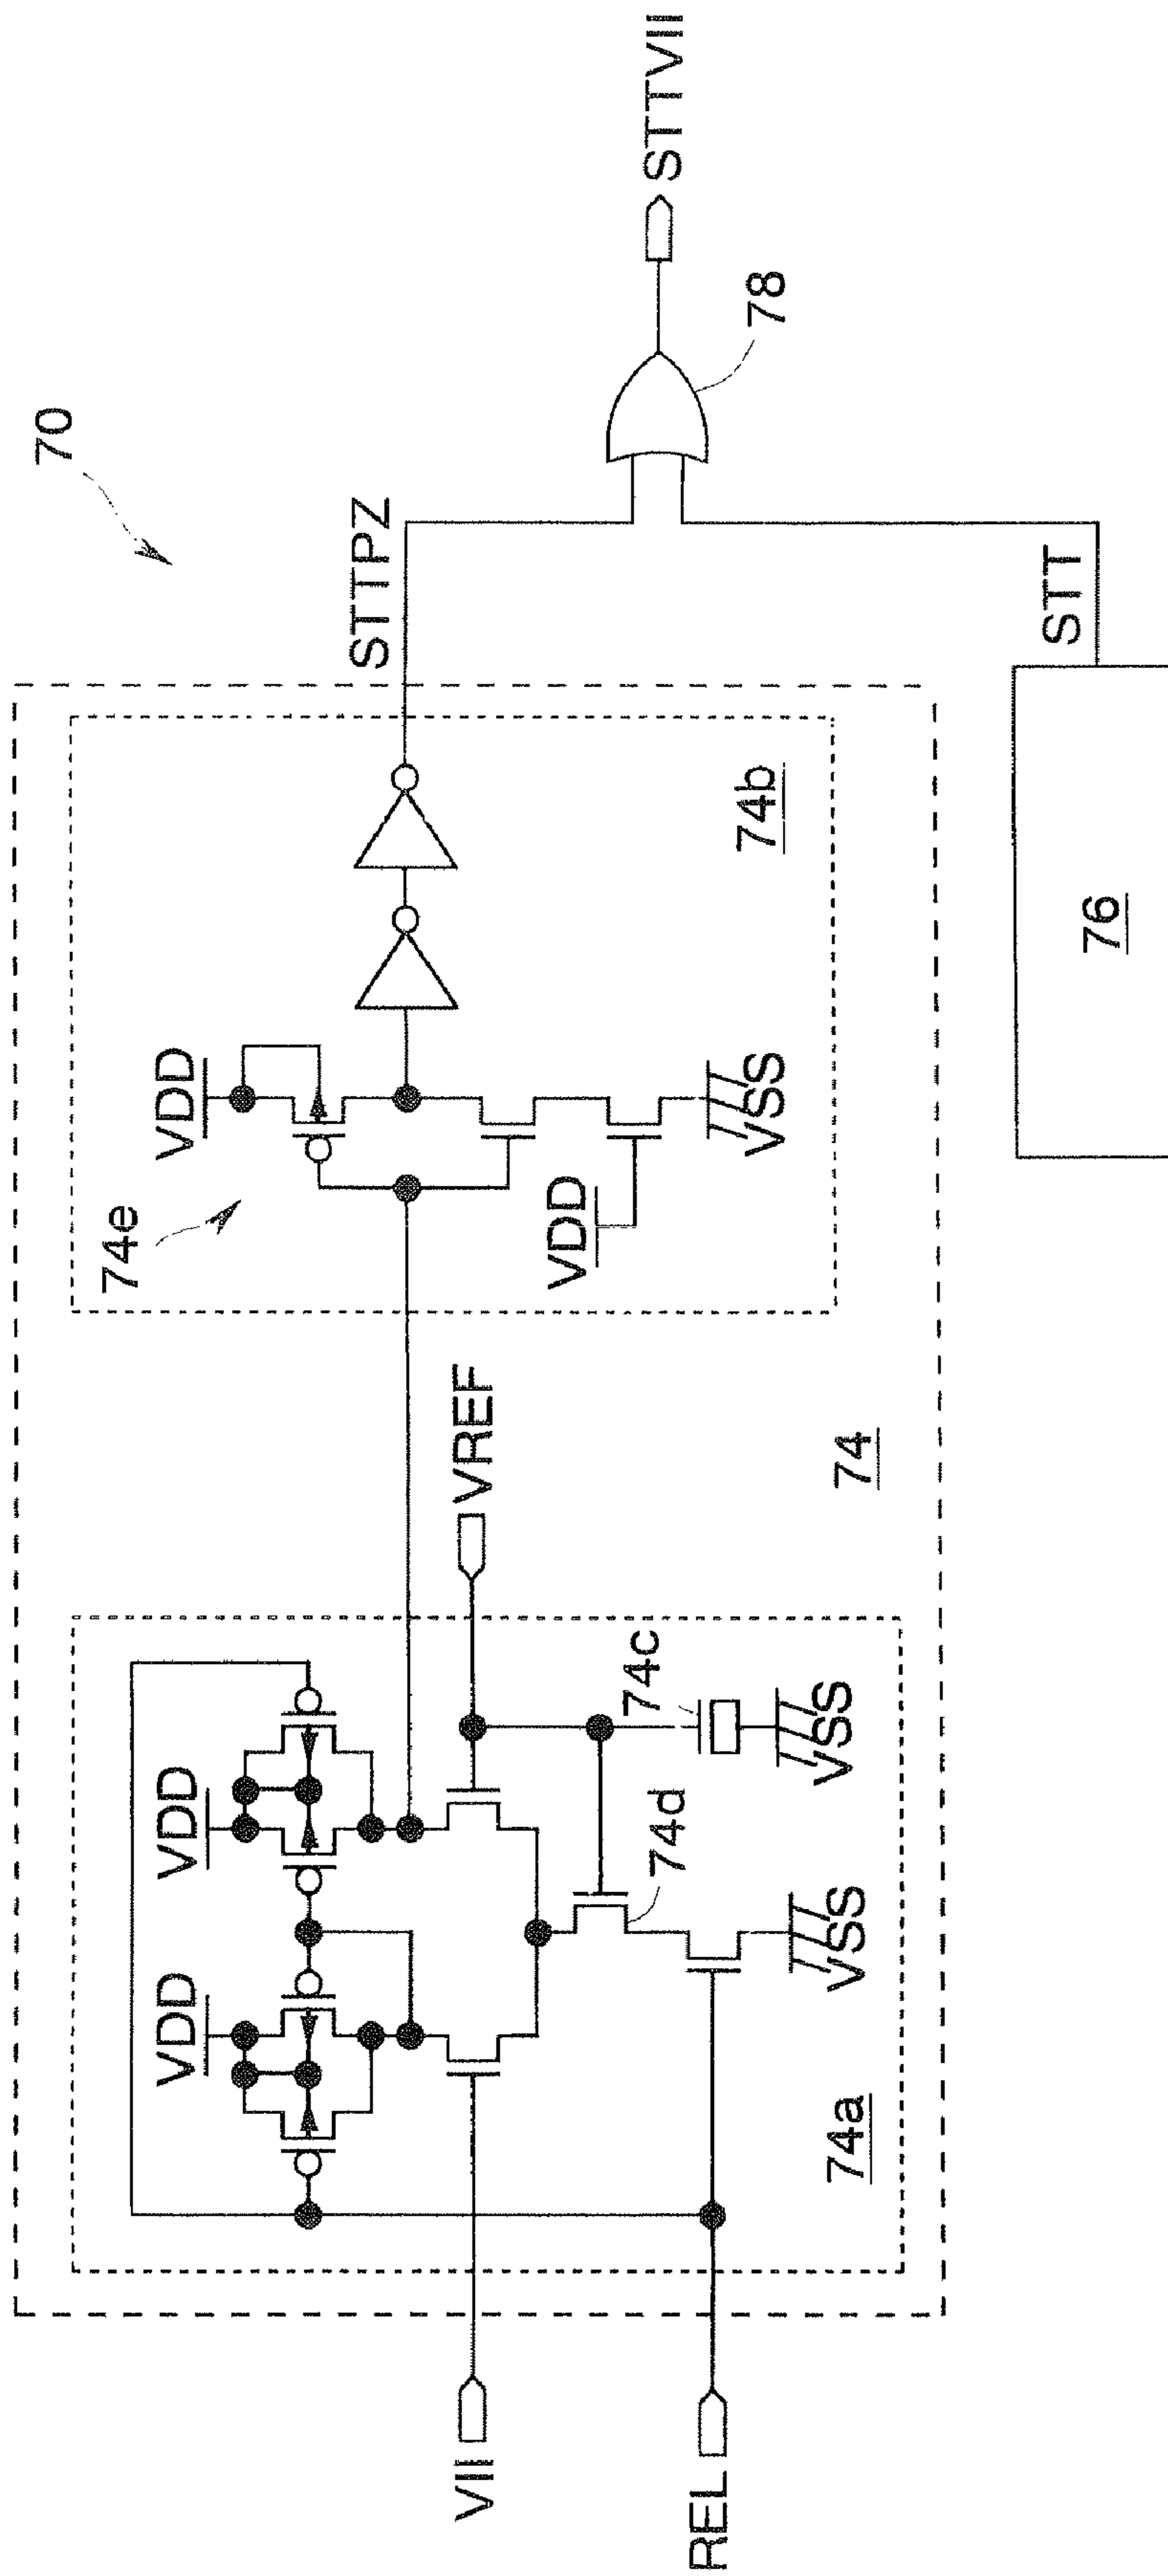 70
STTPZ
STTVII
78
STT
76
74
74b
74e
VDD
VDD
VSS
VREF
74a
VDD
VDD
74c
74d
VSS
VSS
VII
REL